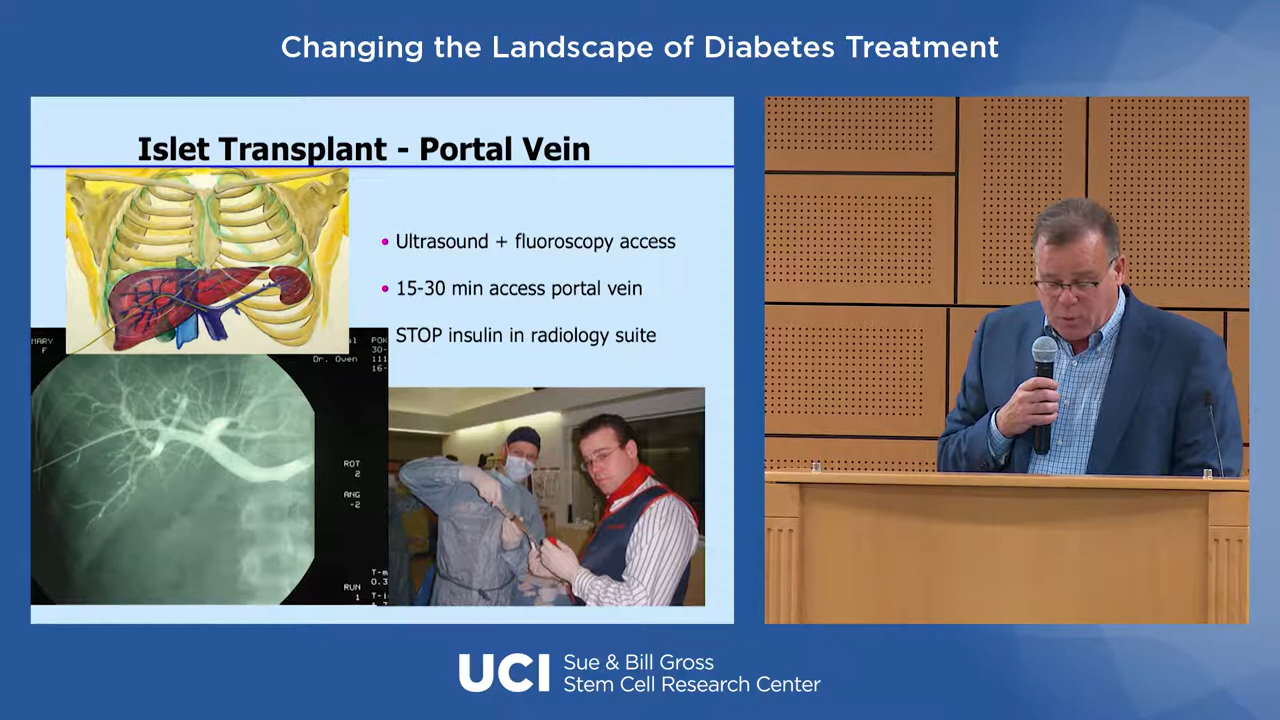 Changing the Landscape of Diabetes Treatment
Islet Transplant - Portal Vein
Ultrasound + fluoroscopy access
15-30 min access portal vein
STOP insulin in radiology suite
MARY
F
Dr. Owen
POK
30-
111
16-
ROT
2
ANG
-2
RUN
1
T-m
0.3
UCI
Sue & Bill Gross
Stem Cell Research Center